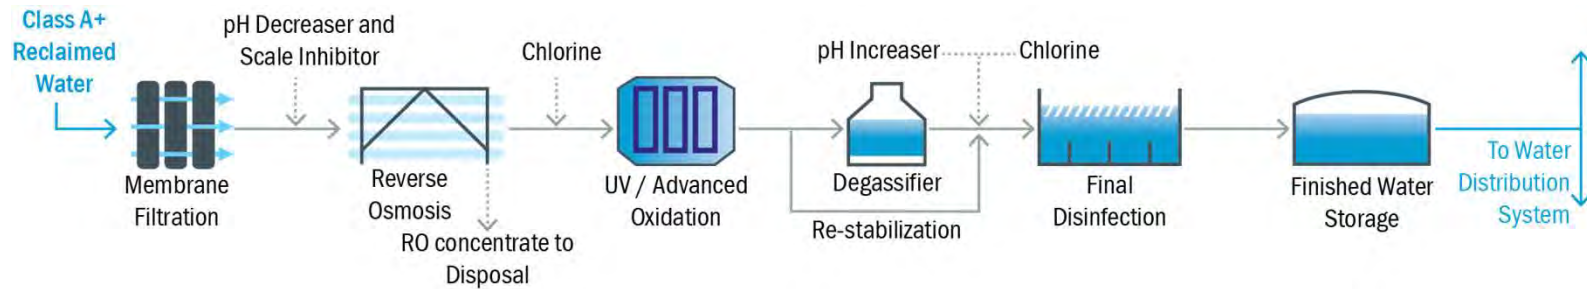 Class A+
Reclaimed
Water
pH Decreaser and
Scale Inhibitor
Chlorine
pH Increaser
Chlorine
Membrane
Filtration
Reverse
Osmosis
RO concentrate to
Disposal
UV / Advanced
Oxidation
Degassifier
Re-stabilization
Final
Disinfection
Finished Water
Storage
To Water
Distribution
System